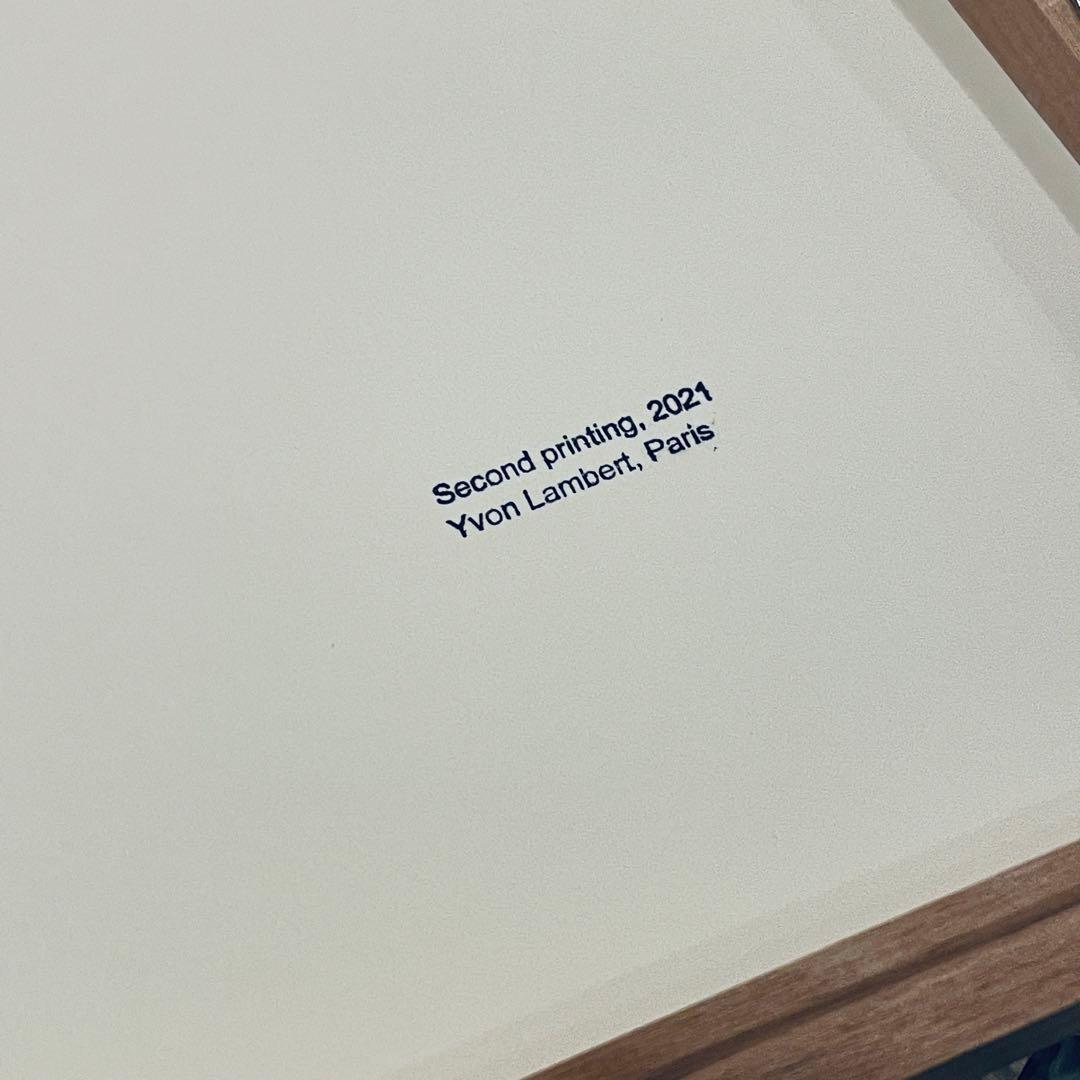 Second printing, 2021
Yvon Lambert, Paris